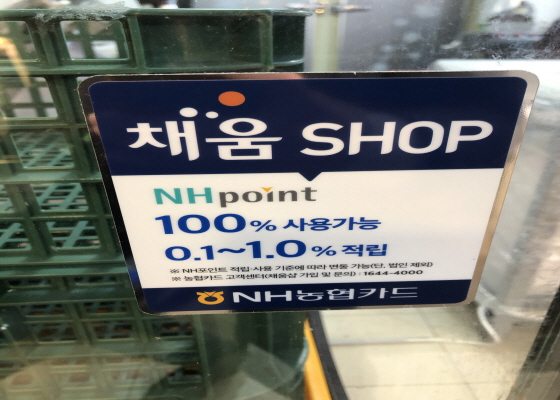 채움 SHOP
NHpoint
100% 사용가능
0.1~1.0% 적립
※ NH포인트 적립·사용 기준에 따라 변동 가능(단, 법인 제외)
※ 농협카드 고객센터(채움샵 가입 및 문의) : 1644-4000
NH농협카드